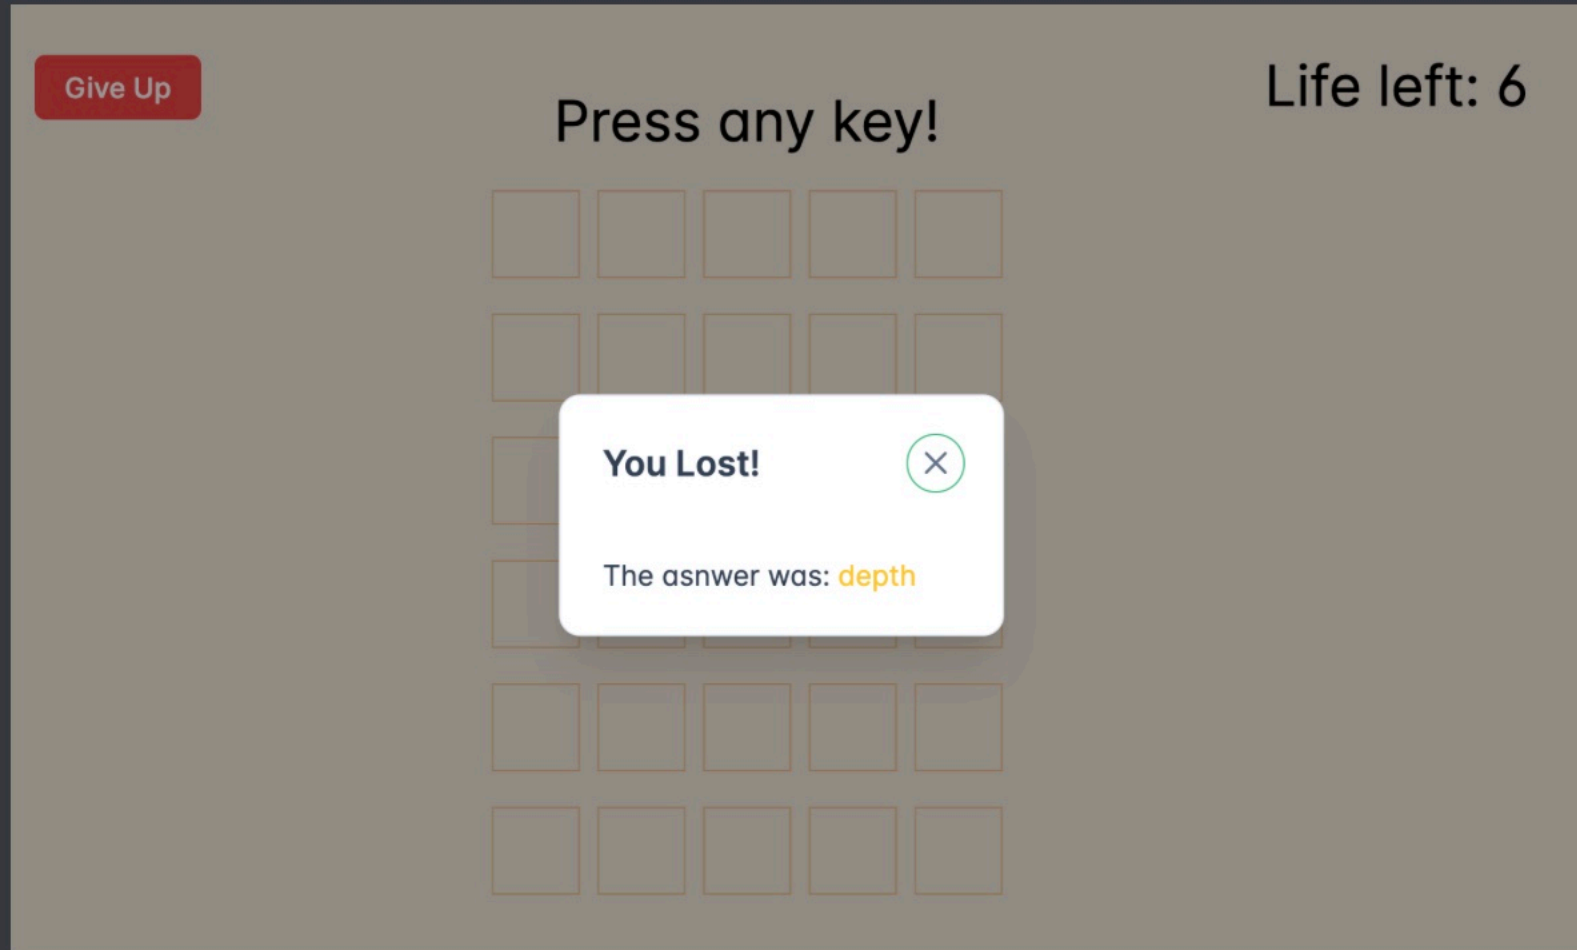 Give Up
Life left: 6
Press any key!
You Lost!
The asnwer was: depth